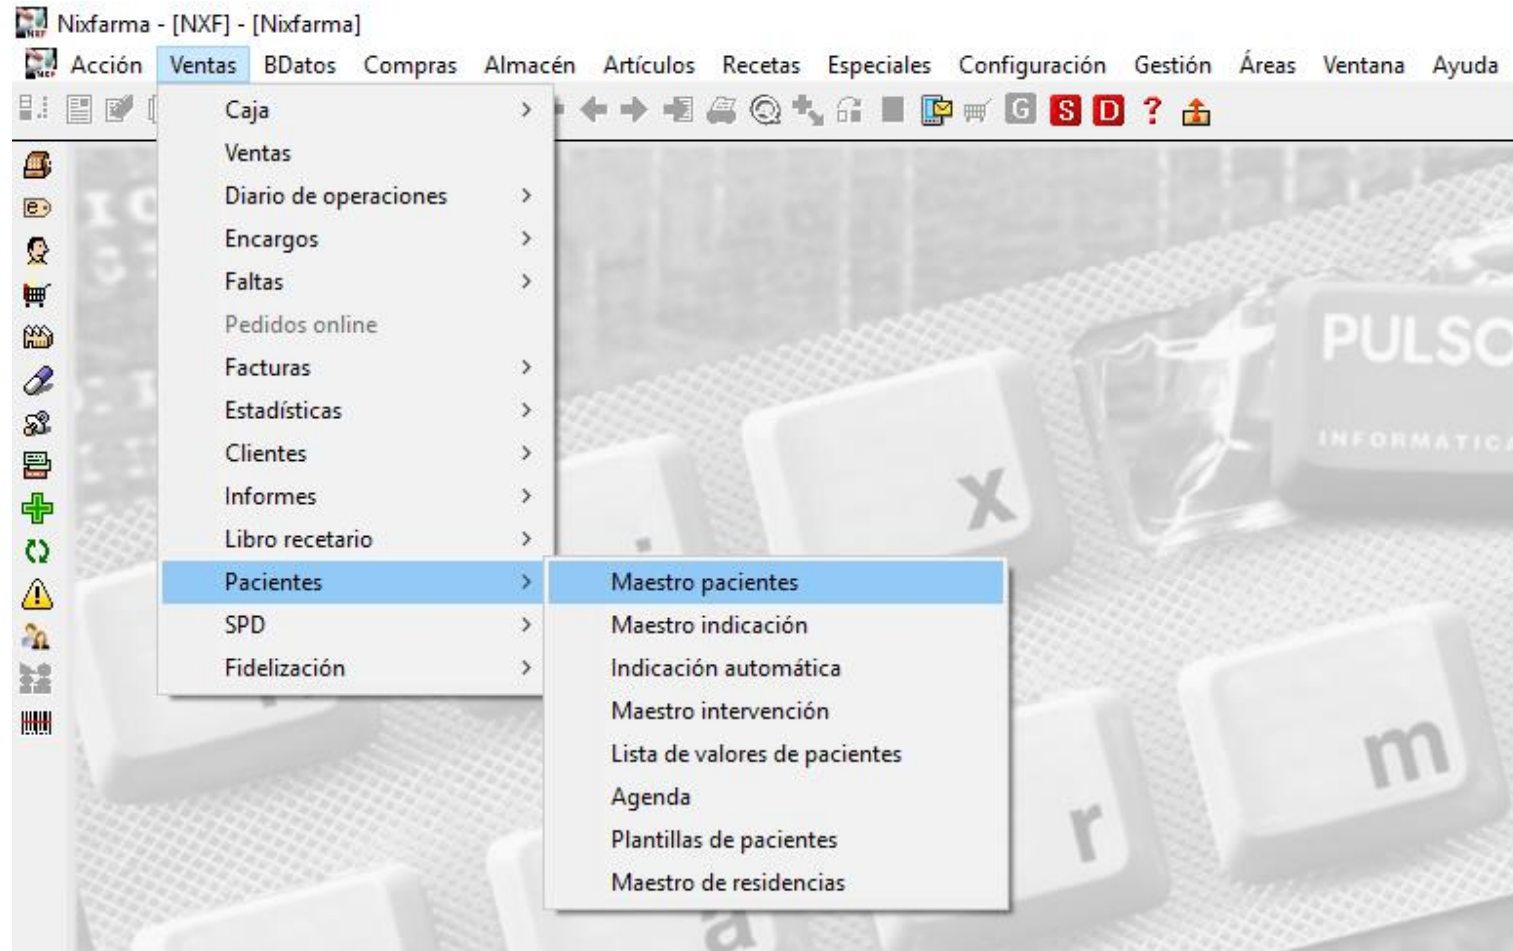 Nixfarma - [NXF] - [Nixfarma]
Acción Ventas BDatos Compras Almacén Artículos Recetas Especiales Configuración Gestión Áreas Ventana Ayuda
G S D ?
Caja
Ventas
Diario de operaciones
Encargos
Faltas
Pedidos online
Facturas
Estadísticas
Clientes
Informes
Libro recetario
Pacientes
SPD
Fidelización
Maestro pacientes
Maestro indicación
Indicación automática
Maestro intervención
Lista de valores de pacientes
Agenda
Plantillas de pacientes
Maestro de residencias
PULSO
INFORMATICA
x
m
r
a